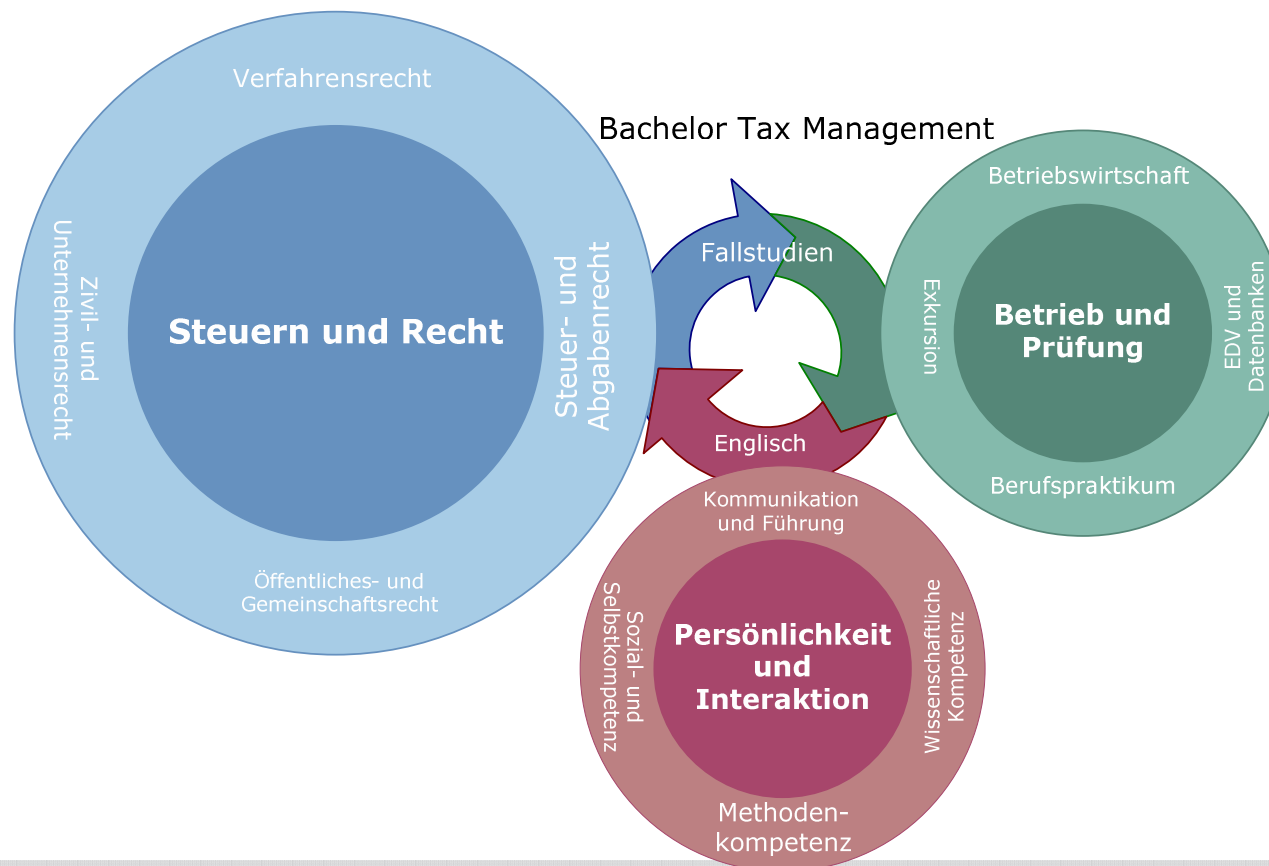 Bachelor Tax Management
Verfahrensrecht
Zivil- und
Unternehmensrecht
Steuern und Recht
Steuer- und
Abgabenrecht
Öffentliches- und
Gemeinschaftsrecht
Fallstudien
Englisch
Betriebswirtschaft
Exkursion
Betrieb und
Prüfung
EDV und
Datenbanken
Berufspraktikum
Kommunikation
und Führung
Sozial- und
Selbstkompetenz
Persönlichkeit
und
Interaktion
Wissenschaftliche
Kompetenz
Methoden-
kompetenz